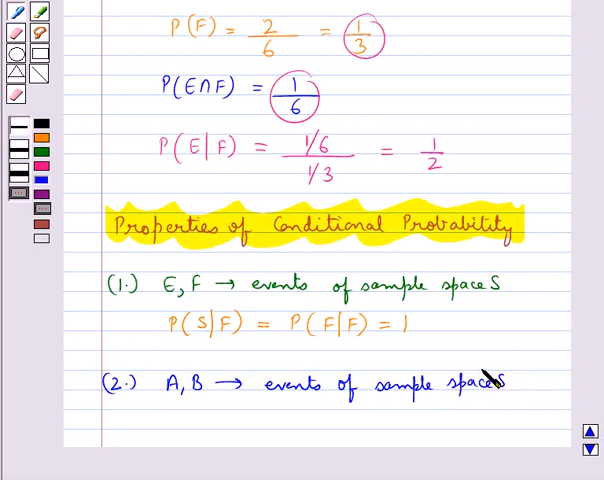 P(F) = 2/6 = 1/3
P(E∩F) = 1/6
P(E|F) = 1/6 / 1/3 = 1/2
Properties of Conditional Probability
(1.) E, F → events of sample space S
P(S|F) = P(F|F) = 1
(2.) A, B → events of sample space S